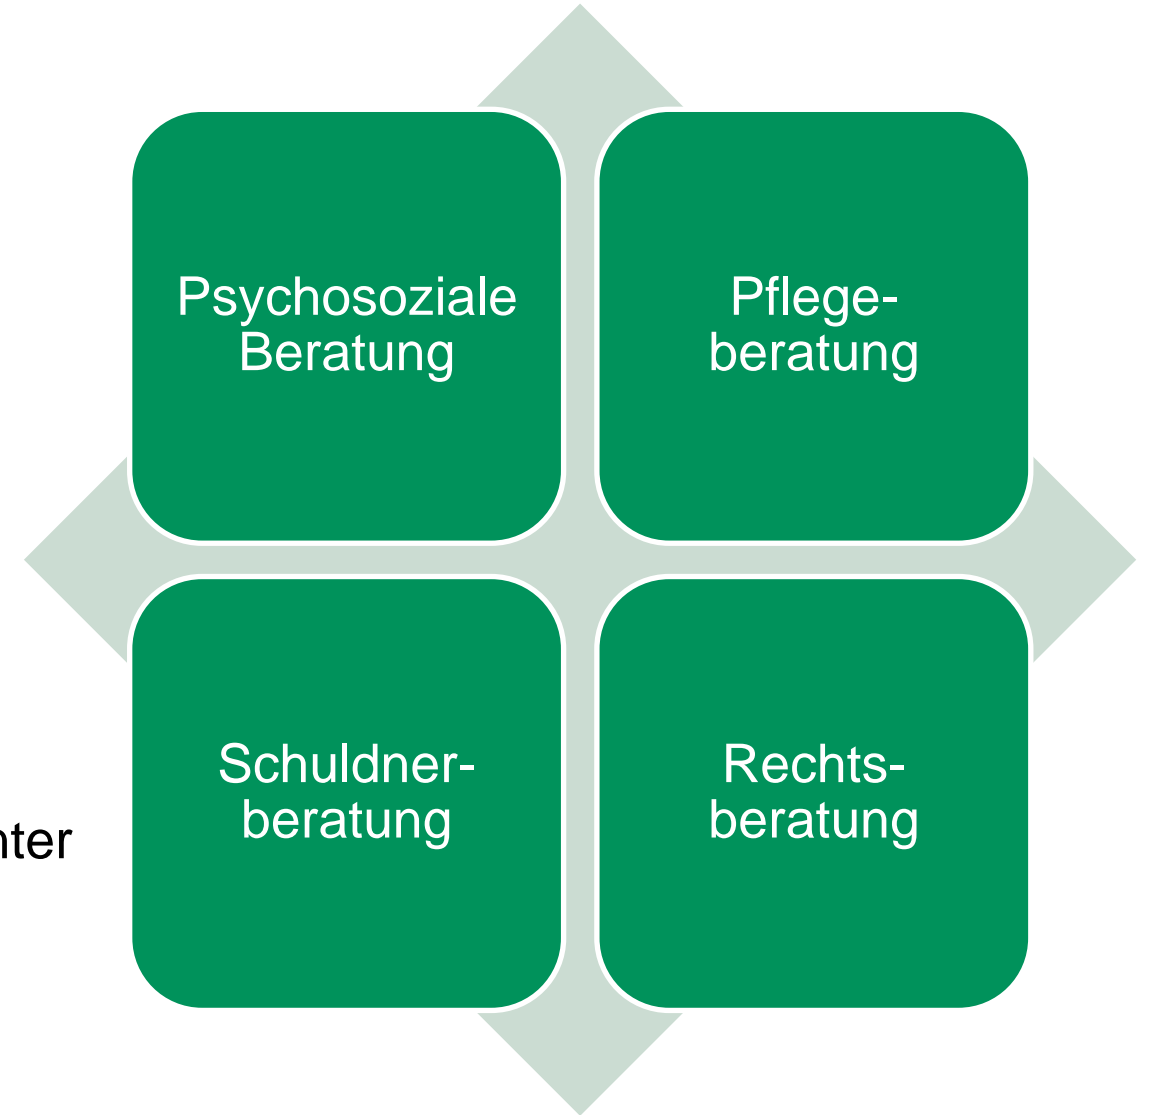 Psychosoziale
Beratung
Pflege-
beratung
Schuldner-
beratung
Rechts-
beratung